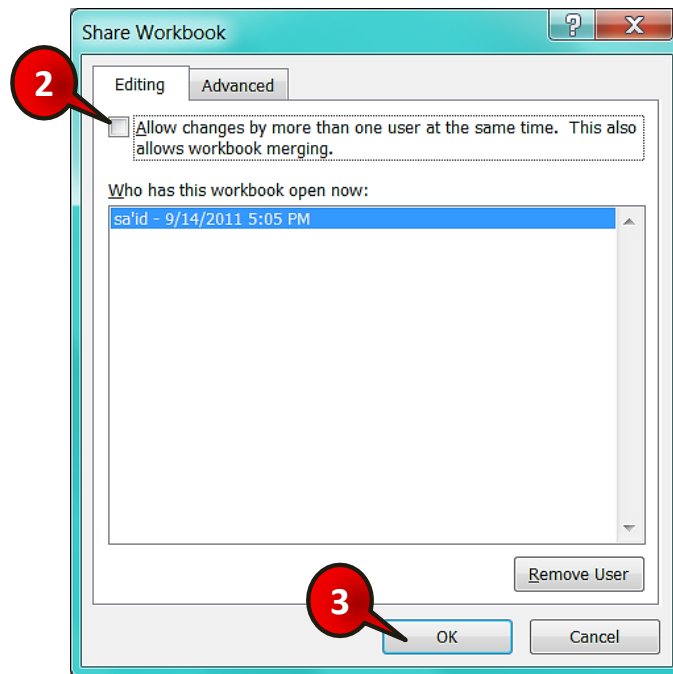 Share Workbook
?
X
2
Editing
Advanced
Allow changes by more than one user at the same time. This also
allows workbook merging.
Who has this workbook open now:
sa'id - 9/14/2011 5:05 PM
Remove User
3
OK
Cancel